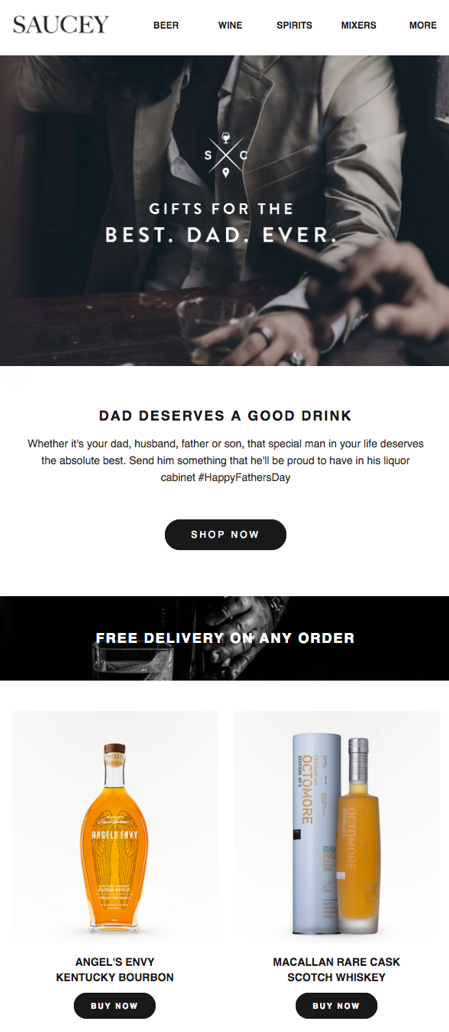 SAUCEY
BEER WINE SPIRITS MIXERS MORE
S C
GIFTS FOR THE
BEST. DAD. EVER.
DAD DESERVES A GOOD DRINK
Whether it's your dad, husband, father or son, that special man in your life deserves
the absolute best. Send him something that he'll be proud to have in his liquor
cabinet #HappyFathersDay
SHOP NOW
FREE DELIVERY ON ANY ORDER
ANGEL'S ENVY
OCTOMORE
OCTOMORE
ANGEL'S ENVY
KENTUCKY BOURBON
MACALLAN RARE CASK
SCOTCH WHISKEY
BUY NOW
BUY NOW